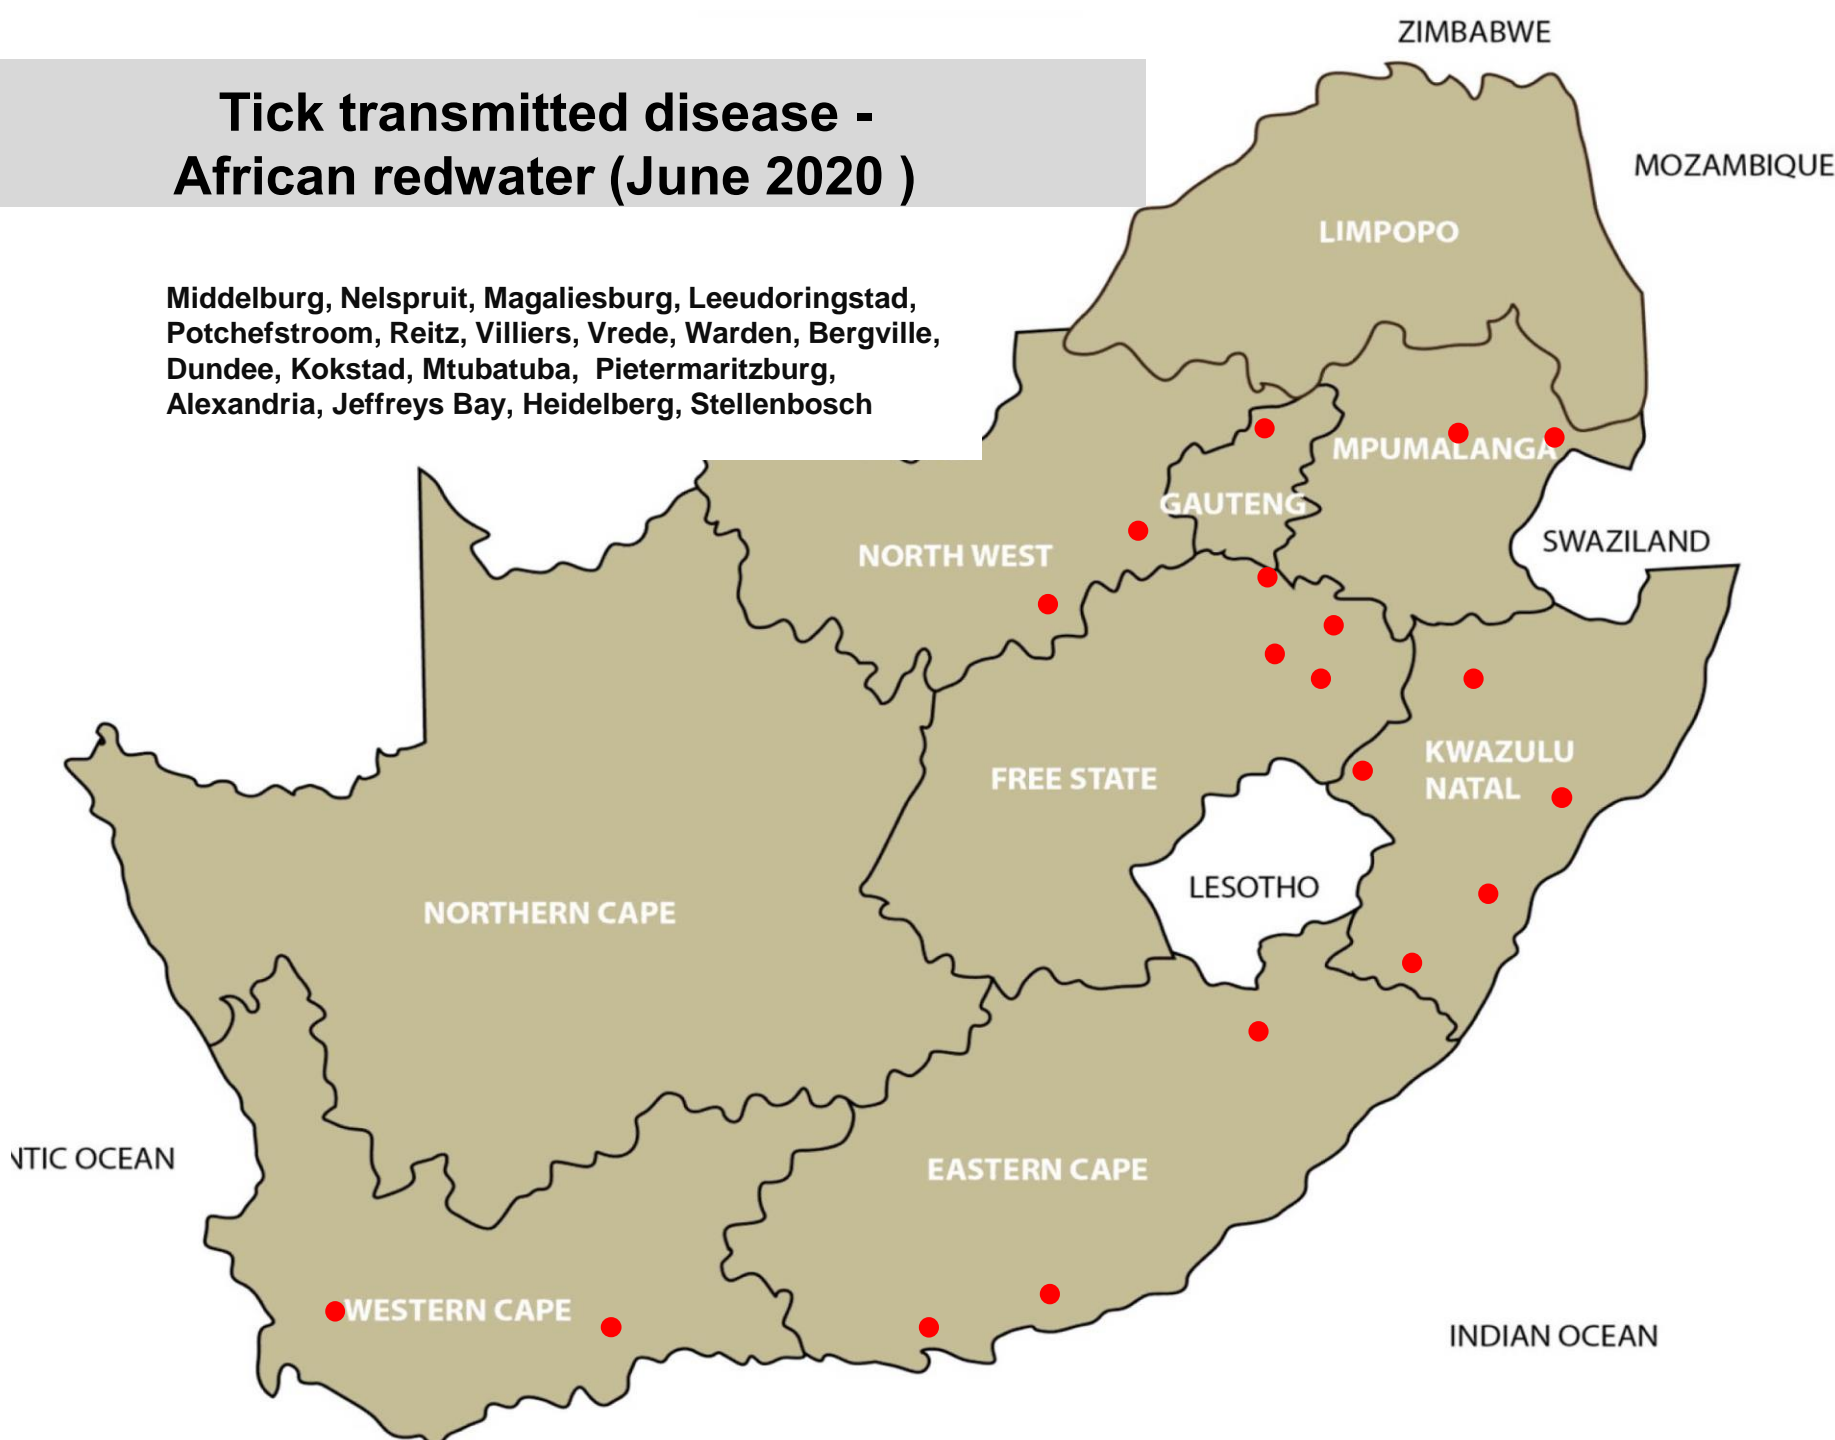 ZIMBABWE
Tick transmitted disease -
African redwater (June 2020 )
MOZAMBIQUE
LIMPOPO
Middelburg, Nelspruit, Magaliesburg, Leeudoringstad,
Potchefstroom, Reitz, Villiers, Vrede, Warden, Bergville,
Dundee, Kokstad, Mtubatuba, Pietermaritzburg,
Alexandria, Jeffreys Bay, Heidelberg, Stellenbosch
MPUMALANGA
GAUTENG
SWAZILAND
NORTH WEST
KWAZULU
NATAL
FREE STATE
LESOTHO
NORTHERN CAPE
NTIC OCEAN
EASTERN CAPE
WESTERN CAPE
INDIAN OCEAN